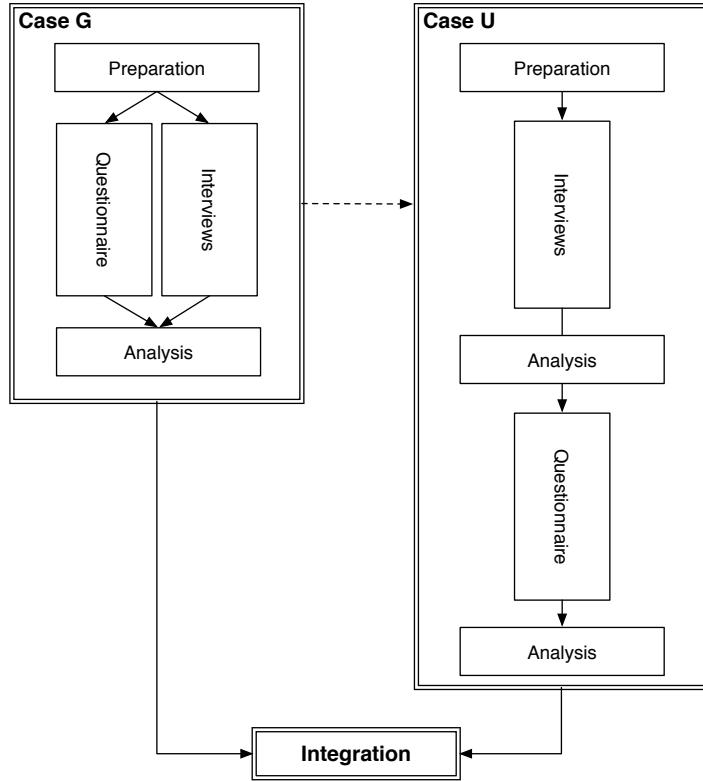 Case G
Preparation
Questionnaire
Interviews
Analysis
Case U
Preparation
Interviews
Analysis
Questionnaire
Analysis
Integration